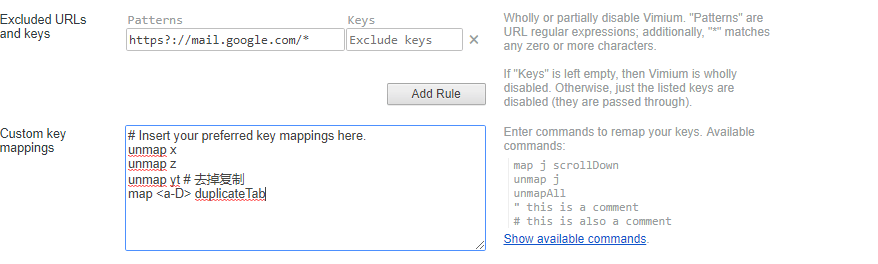 Excluded URLs and keys
Patterns Keys
https?://mail.google.com/* Exclude keys ×
Wholly or partially disable Vimium. "Patterns" are
URL regular expressions; additionally, "*" matches
any zero or more characters.
If "Keys" is left empty, then Vimium is wholly
disabled. Otherwise, just the listed keys are
disabled (they are passed through).
Add Rule
Custom key
mappings
# Insert your preferred key mappings here.
unmap x
unmap z
unmap yt # 去掉复制
map <a-D> duplicateTab
Enter commands to remap your keys. Available
commands:
map j scrollDown
unmap j
unmapAll
" this is a comment
# this is also a comment
Show available commands.